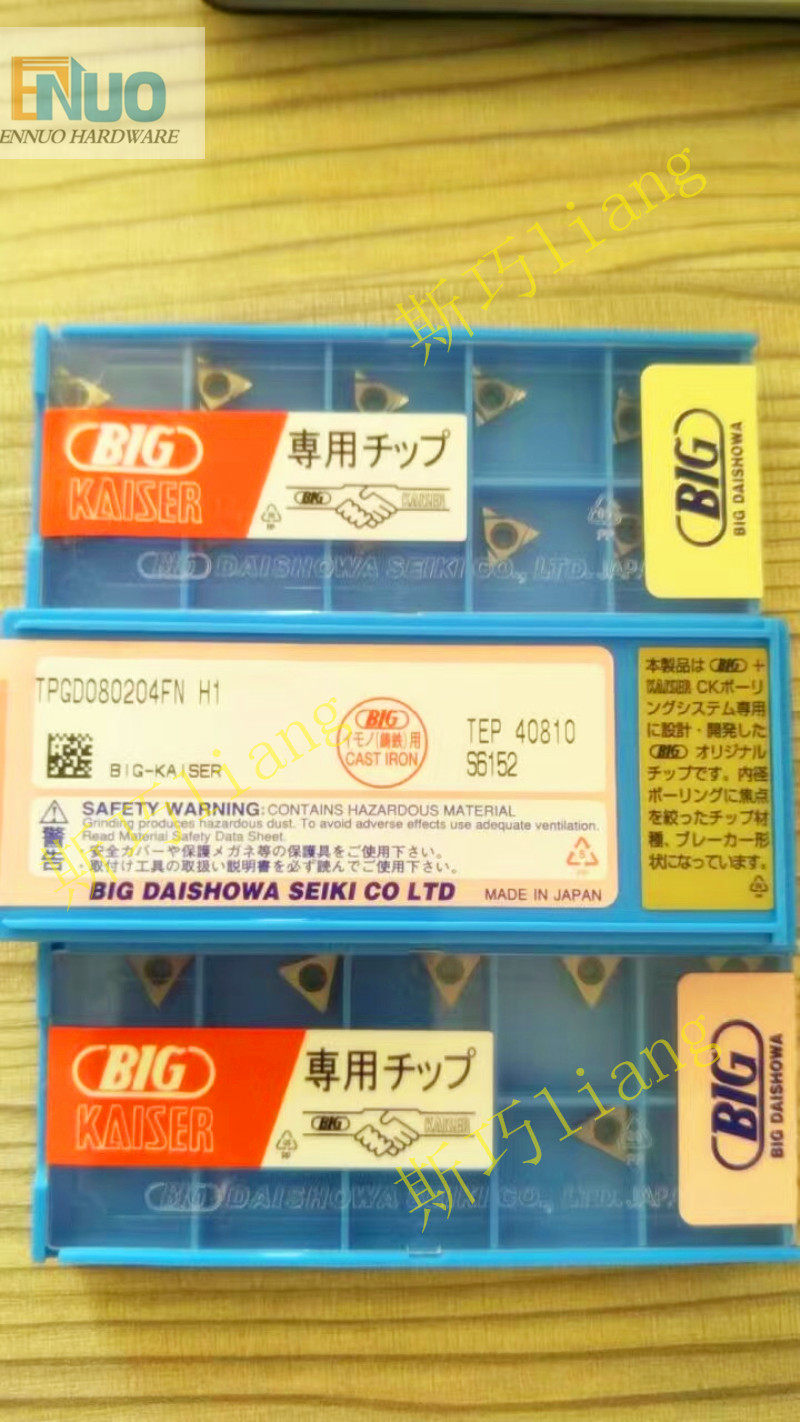 ENUO
ENNUO HARDWARE
斯巧liang
BIG
KAISER
専用チップ
BIG KAISER
BIG
BIG DAISHOWA
BIG DAISHOWA SEIKI CO., LTD. JAPA
TPGD080204FN H1
BIG-KAISER
BIG
イモノ(鋳鉄)用
CAST IRON
TEP 40810
S6152
斯巧liang
SAFETY WARNING: CONTAINS HAZARDOUS MATERIAL
Grinding produces hazardous dust. To avoid adverse effects use adequate ventilation.
Read Material Safety Data Sheet.
警告
・安全カバーや保護メガネ等の保護具をご使用下さい。
・取付け工具の取扱い説明書を必ず読んでご使用下さい。
BIG DAISHOWA SEIKI CO LTD
MADE IN JAPAN
本製品は BIG +
KAISER CKボーリ
ングシステム専用
に設計・開発した
BIG オリジナル
チップです。内径
ボーリングに焦点
を絞ったチップ材
種、ブレーカー形
状になっています。
BIG
KAISER
専用チップ
BIG KAISER
BIG
BIG DAISHOWA
BIG DAISHOWA SEIKI CO., LTD. JAPA
斯巧liang